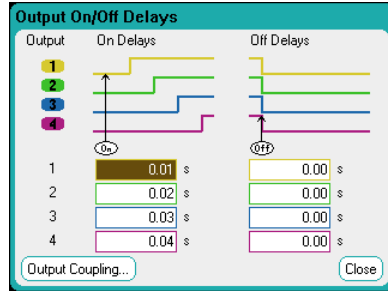 Output On/Off Delays
Output On Delays Off Delays
1
2
3
4
On Off
1 0.01 s 0.00 s
2 0.02 s 0.00 s
3 0.03 s 0.00 s
4 0.04 s 0.00 s
Output Coupling... Close